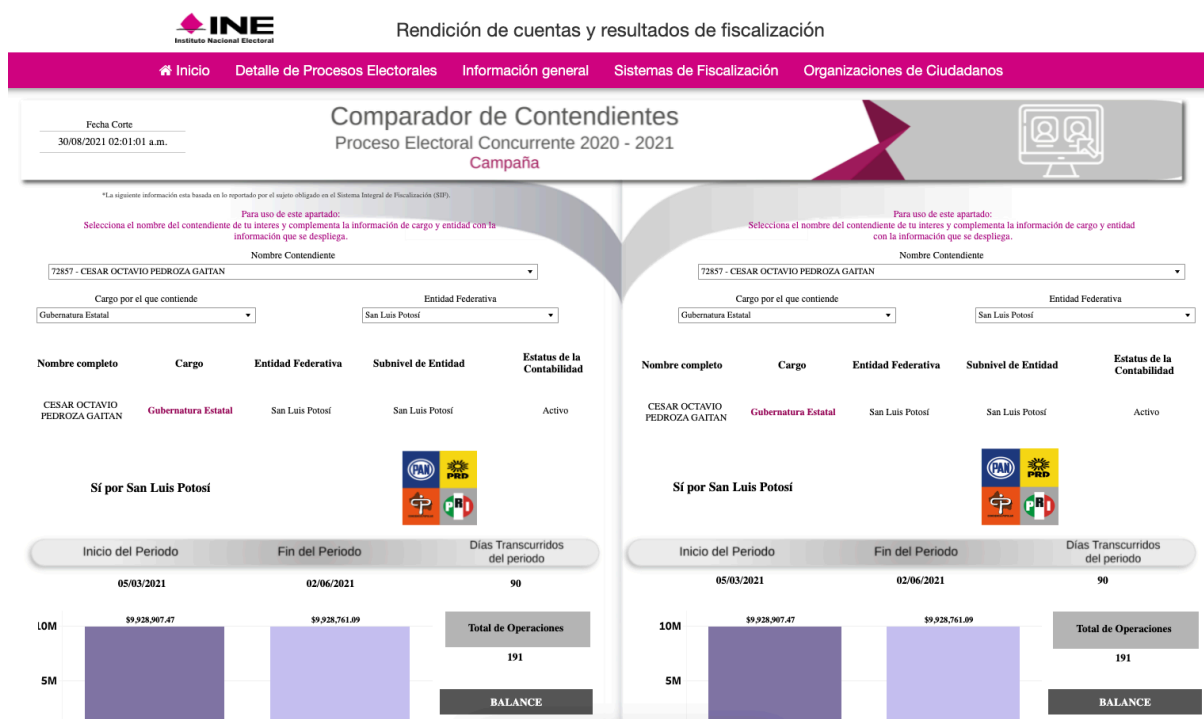 INE
Instituto Nacional Electoral
Rendición de cuentas y resultados de fiscalización
Inicio Detalle de Procesos Electorales Información general Sistemas de Fiscalización Organizaciones de Ciudadanos
Fecha Corte
30/08/2021 02:01:01 a.m.
Comparador de Contendientes
Proceso Electoral Concurrente 2020 - 2021
Campaña
*La siguiente información esta basada en lo reportado por el sujeto obligado en el Sistema Integral de Fiscalización (SIF).
Para uso de este apartado:
Selecciona el nombre del contendiente de tu interes y complementa la información de cargo y entidad con la
información que se despliega.
Nombre Contendiente
72857 - CESAR OCTAVIO PEDROZA GAITAN
Cargo por el que contiende Entidad Federativa
Gubernatura Estatal San Luis Potosí
Nombre completo Cargo Entidad Federativa Subnivel de Entidad Estatus de la
Contabilidad
CESAR OCTAVIO
PEDROZA GAITAN Gubernatura Estatal San Luis Potosí San Luis Potosí Activo
Sí por San Luis Potosí
PAN PRD
PRI
Inicio del Periodo Fin del Periodo Días Transcurridos
del periodo
05/03/2021 02/06/2021 90
10M $9,928,907.47 $9,928,761.09 Total de Operaciones
191
5M
BALANCE
Para uso de este apartado:
Selecciona el nombre del contendiente de tu interes y complementa la información de cargo y entidad
con la información que se despliega.
Nombre Contendiente
72857 - CESAR OCTAVIO PEDROZA GAITAN
Cargo por el que contiende Entidad Federativa
Gubernatura Estatal San Luis Potosí
Nombre completo Cargo Entidad Federativa Subnivel de Entidad Estatus de la
Contabilidad
CESAR OCTAVIO
PEDROZA GAITAN Gubernatura Estatal San Luis Potosí San Luis Potosí Activo
Sí por San Luis Potosí
PAN PRD
PRI
Inicio del Periodo Fin del Periodo Días Transcurridos
del periodo
05/03/2021 02/06/2021 90
10M $9,928,907.47 $9,928,761.09 Total de Operaciones
191
5M
BALANCE